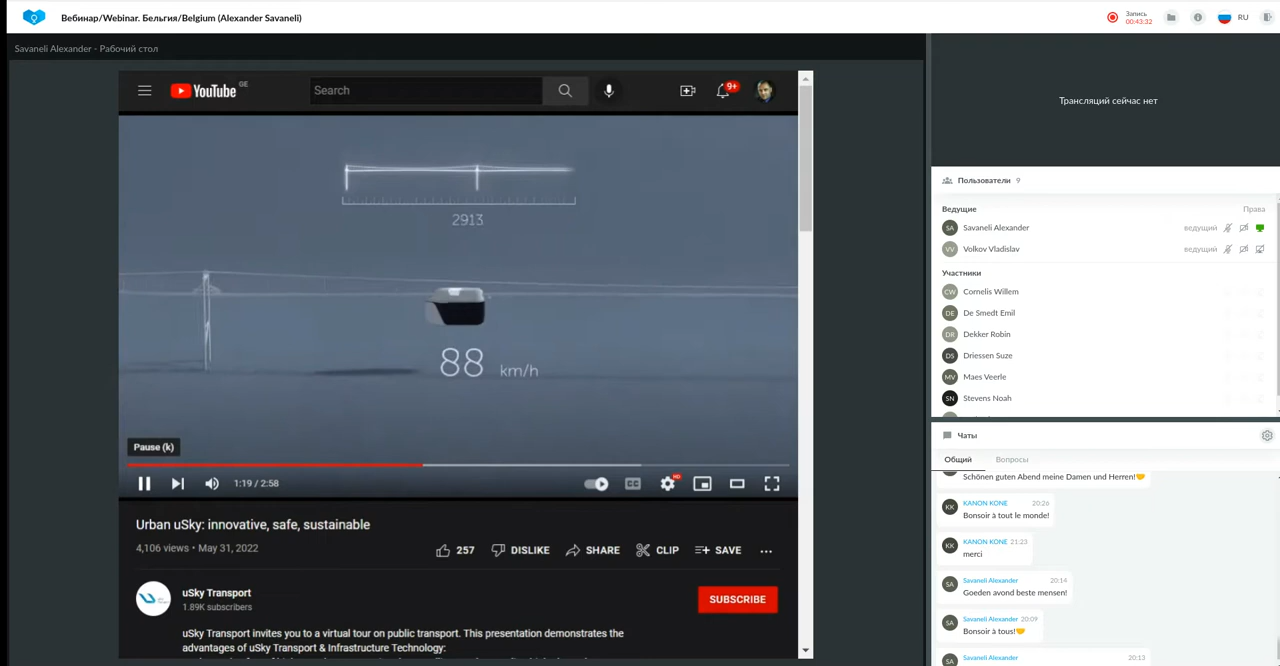 Вебинар/Webinar. Бельгия/Belgium (Alexander Savaneli)
Запись
00:43:32
RU
Savaneli Alexander - Рабочий стол
YouTube GE
Search
9+
2913
88 km/h
Pause (k)
1:19 / 2:58
CC
HD
Urban uSky: innovative, safe, sustainable
4,106 views • May 31, 2022
257
DISLIKE
SHARE
CLIP
SAVE
uSky Transport
1.89K subscribers
SUBSCRIBE
uSky Transport invites you to a virtual tour on public transport. This presentation demonstrates the
advantages of uSky Transport & Infrastructure Technology:
Трансляций сейчас нет
Пользователи 9
Ведущие
Права
SA Savaneli Alexander ведущий
VV Volkov Vladislav ведущий
Участники
CW Cornelis Willem
DE De Smedt Emil
DR Dekker Robin
DS Driessen Suze
MV Maes Veerle
SN Stevens Noah
Чаты
Общий Вопросы
Schönen guten Abend meine Damen und Herren!🤝
KK KANON KONE 20:26
Bonsoir à tout le monde!
KK KANON KONE 21:23
merci
SA Savaneli Alexander 20:14
Goeden avond beste mensen!
SA Savaneli Alexander 20:09
Bonsoir à tous!🤝
SA Savaneli Alexander 20:13